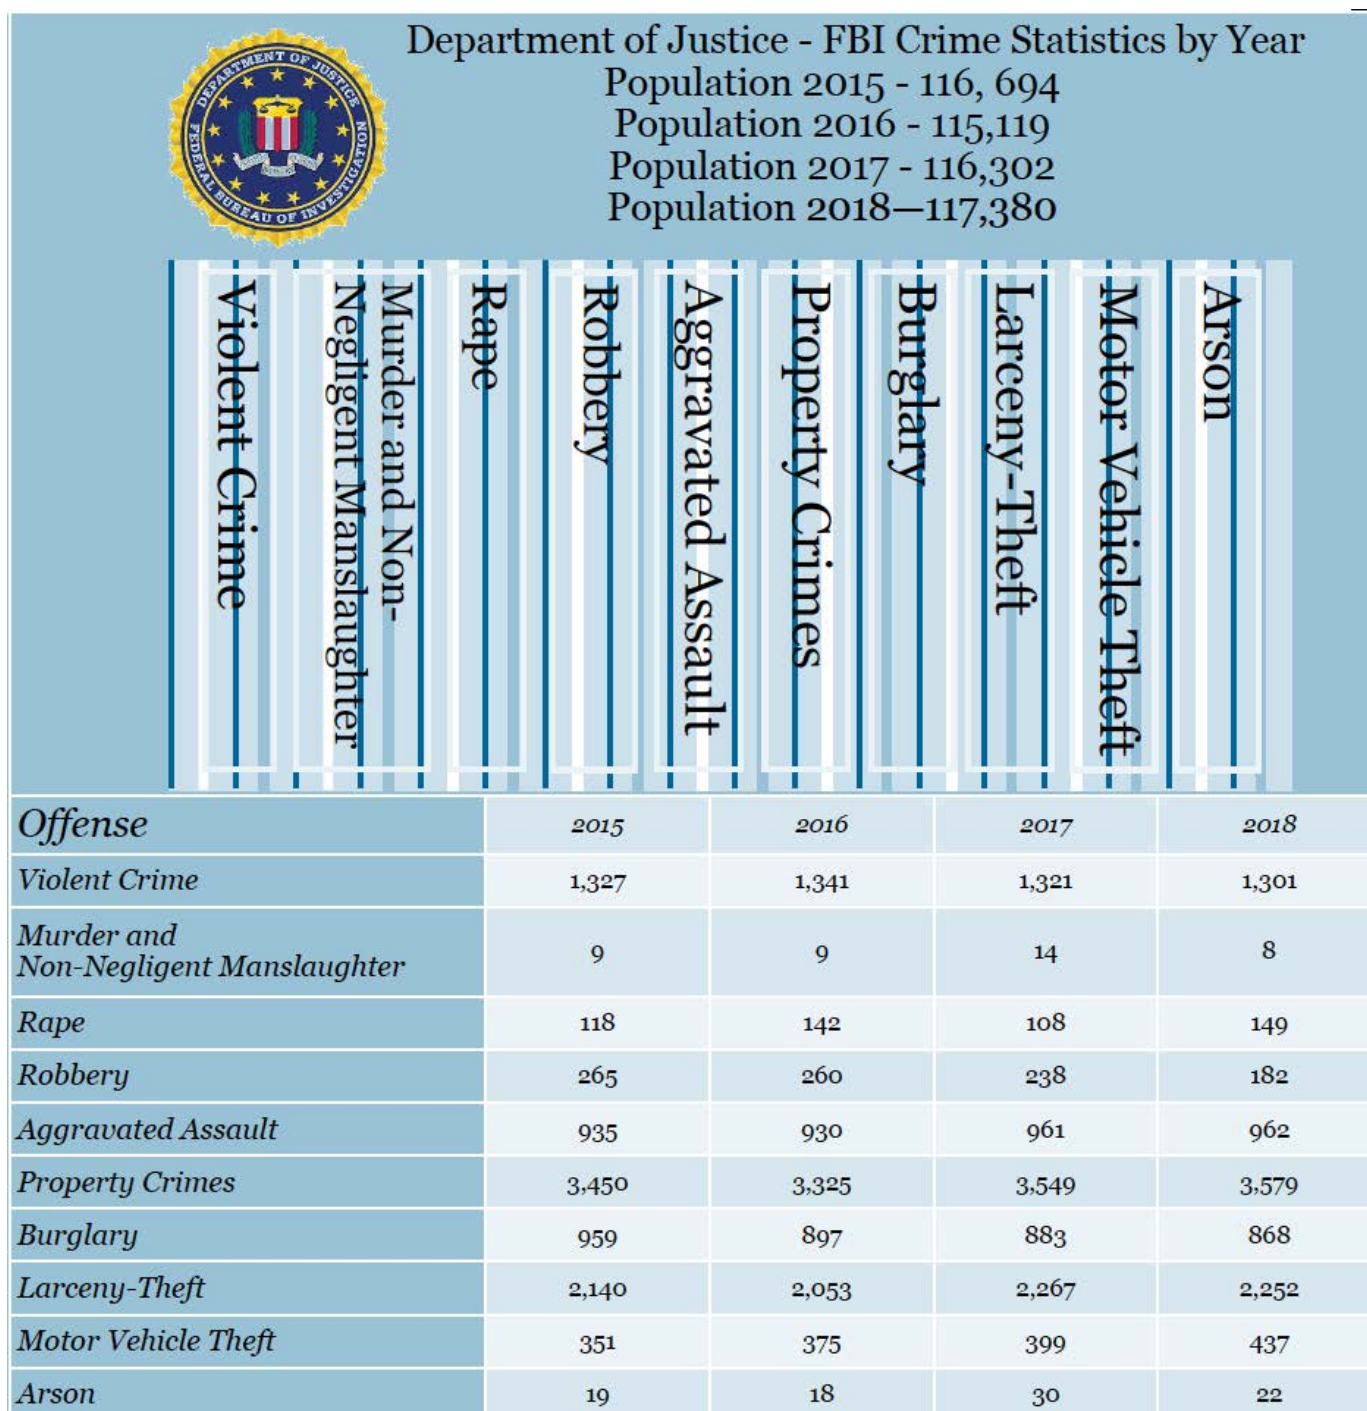 Department of Justice - FBI Crime Statistics by Year
Population 2015 - 116, 694
Population 2016 - 115,119
Population 2017 - 116,302
Population 2018—117,380
DEPARTMENT OF JUSTICE
FEDERAL BUREAU OF INVESTIGATION
Violent Crime
Murder and Non-
Negligent Manslaughter
Rape
Robbery
Aggravated Assault
Property Crimes
Burglary
Larceny-Theft
Motor Vehicle Theft
Arson
Offense 2015 2016 2017 2018
Violent Crime 1,327 1,341 1,321 1,301
Murder and
Non-Negligent Manslaughter 9 9 14 8
Rape 118 142 108 149
Robbery 265 260 238 182
Aggravated Assault 935 930 961 962
Property Crimes 3,450 3,325 3,549 3,579
Burglary 959 897 883 868
Larceny-Theft 2,140 2,053 2,267 2,252
Motor Vehicle Theft 351 375 399 437
Arson 19 18 30 22